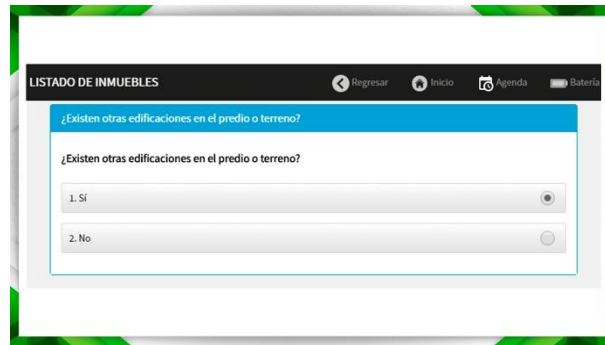 LISTADO DE INMUEBLES Regresar Inicio Agenda Batería
¿Existen otras edificaciones en el predio o terreno?
¿Existen otras edificaciones en el predio o terreno?
1. Sí
2. No